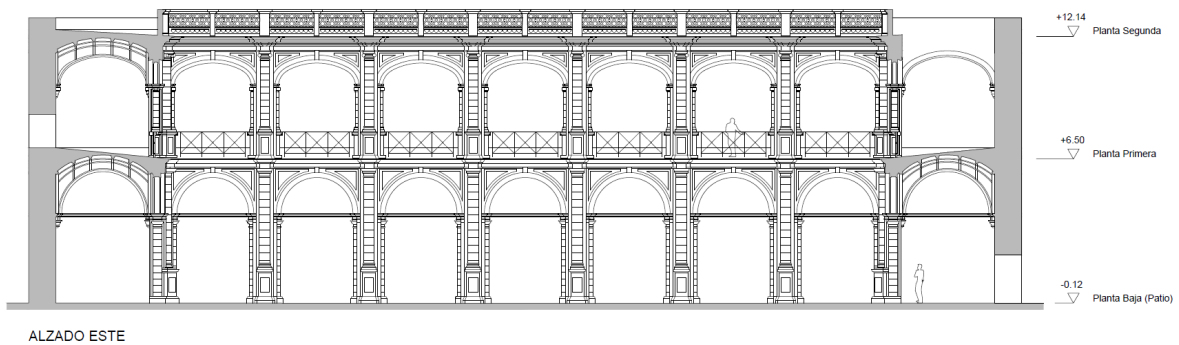 +12.14
Planta Segunda
+6.50
Planta Primera
-0.12
Planta Baja (Patio)
ALZADO ESTE